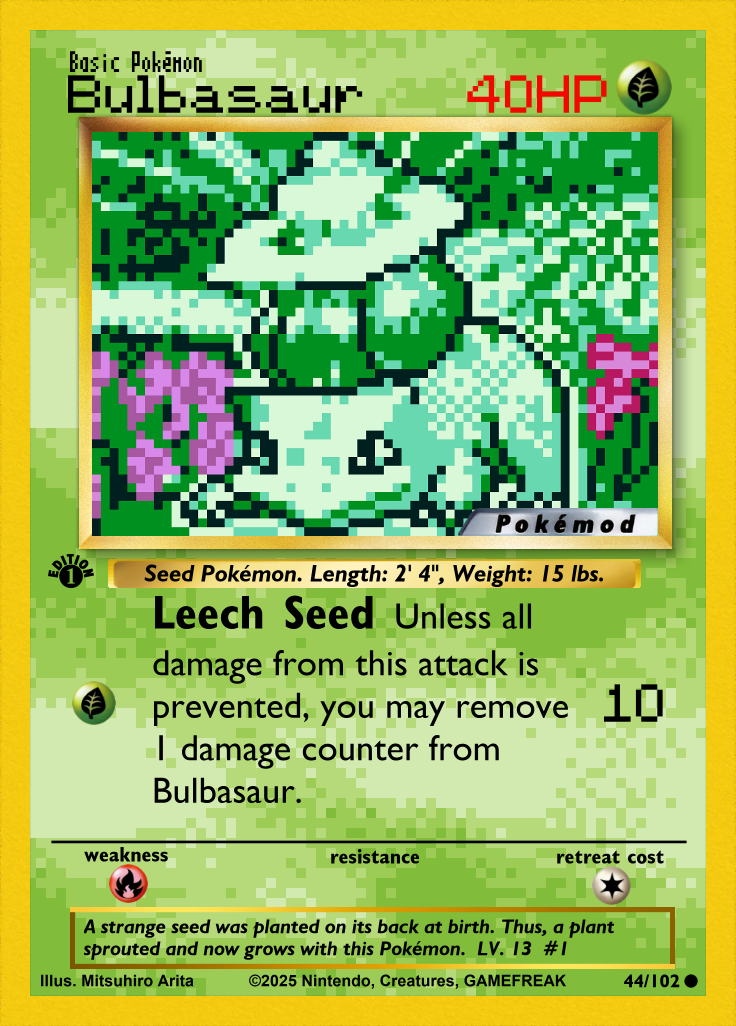 Basic Pokémon
Bulbasaur 40HP
Pokémod
EDITION 1
Seed Pokémon. Length: 2' 4", Weight: 15 lbs.
Leech Seed Unless all
damage from this attack is
prevented, you may remove 10
1 damage counter from
Bulbasaur.
weakness resistance retreat cost
A strange seed was planted on its back at birth. Thus, a plant
sprouted and now grows with this Pokémon. LV. 13 #1
Illus. Mitsuhiro Arita ©2025 Nintendo, Creatures, GAMEFREAK 44/102